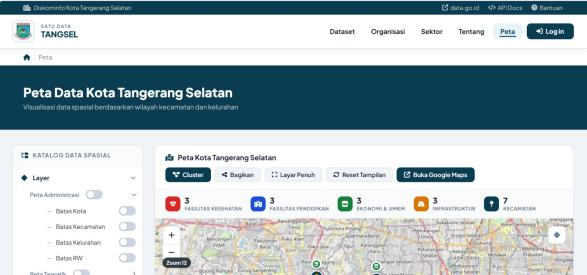 Diskominfo Kota Tangerang Selatan
data.go.id
API Docs
Bantuan
SATU DATA
TANGSEL
Dataset
Organisasi
Sektor
Tentang
Peta
Login
/ Peta
Peta Data Kota Tangerang Selatan
Visualisasi data spasial berdasarkan wilayah kecamatan dan kelurahan
KATALOG DATA SPASIAL
Layer
Peta Administrasi
Batas Kota
Batas Kecamatan
Batas Kelurahan
Batas RW
Peta Tematik
Peta Kota Tangerang Selatan
Cluster
Bagikan
Layar Penuh
Reset Tampilan
Buka Google Maps
3
FASILITAS KESEHATAN
3
FASILITAS PENDIDIKAN
3
EKONOMI & UMKM
3
INFRASTRUKTUR
7
KECAMATAN
+
−
Zoom 12